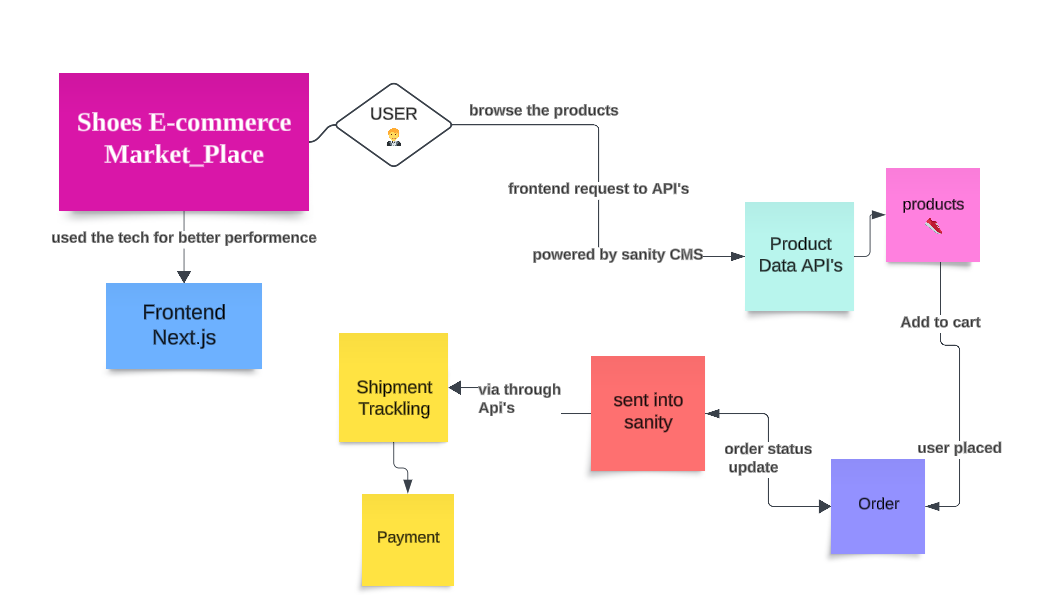 Shoes E-commerce
Market_Place
USER
browse the products
frontend request to API's
powered by sanity CMS
used the tech for better performence
Frontend
Next.js
Product
Data API's
products
Add to cart
user placed
Order
order status
update
sent into
sanity
via through
Api's
Shipment
Trackling
Payment